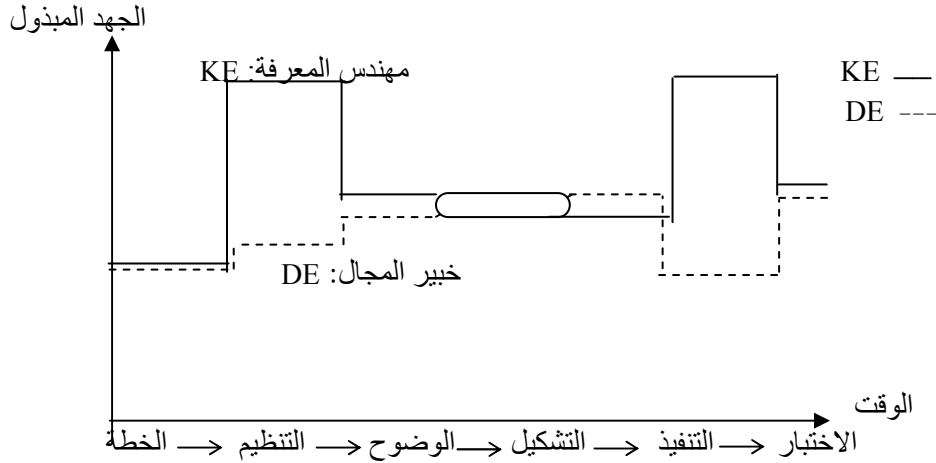 الجهد المبذول
KE: مهندس المعرفة
KE
DE
DE: خبير المجال
الوقت
الخطة → التنظيم → الوضوح → التشكيل → التنفيذ → الاختبار